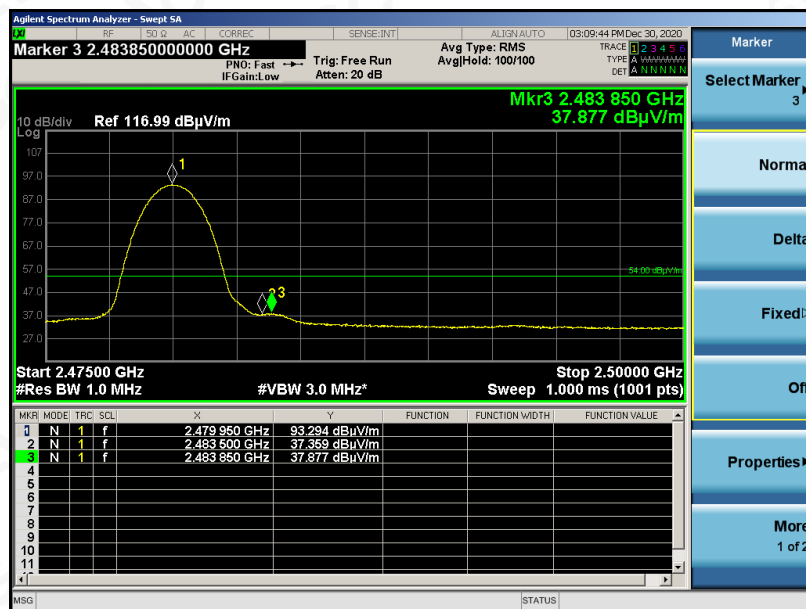 Agilent Spectrum Analyzer - Swept SA
LXI RF 50 Ω AC CORREC SENSE:INT ALIGN AUTO 03:09:44 PM Dec 30, 2020
Marker 3 2.483850000000 GHz
PNO: Fast
IFGain:Low
Trig: Free Run
Atten: 20 dB
Avg Type: RMS
Avg|Hold: 100/100
TRACE 1 2 3 4 5 6
TYPE A WWWWW
DET A N N N N N
Mkr3 2.483 850 GHz
37.877 dBµV/m
10 dB/div Ref 116.99 dBµV/m
Log
107
97.0
87.0
77.0
67.0
57.0
47.0
37.0
27.0
1
2 3
54.00 dBµV/m
Start 2.47500 GHz Stop 2.50000 GHz
#Res BW 1.0 MHz #VBW 3.0 MHz* Sweep 1.000 ms (1001 pts)
MKR MODE TRC SCL X Y FUNCTION FUNCTION WIDTH FUNCTION VALUE
1 N 1 f 2.479 950 GHz 93.294 dBµV/m
2 N 1 f 2.483 500 GHz 37.359 dBµV/m
3 N 1 f 2.483 850 GHz 37.877 dBµV/m
4
5
6
7
8
9
10
11
MSG STATUS
Marker
Select Marker
3
Norma
Delta
Fixed
Off
Properties
More
1 of 2